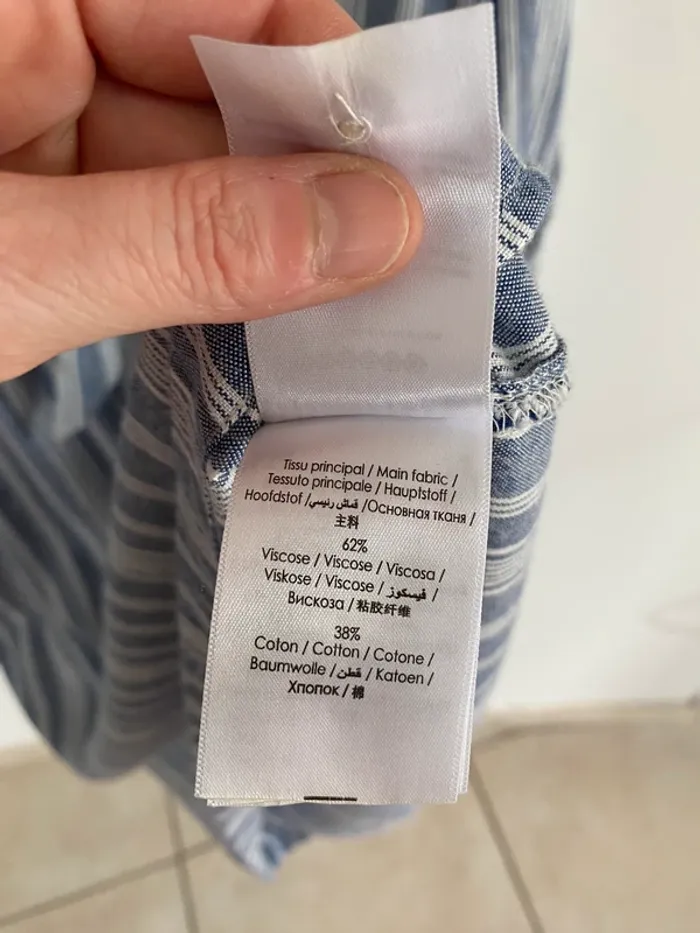 Tissu principal / Main fabric /
Tessuto principale / Hauptstoff /
Hoofdstof / قماش رئيسي / Основная ткань /
主料
62%
Viscose / Viscose / Viscosa /
Viskose / Viscose / فيسكوز /
Вискоза / 粘胶纤维
38%
Coton / Cotton / Cotone /
Baumwolle / قطن / Katoen /
Хлопок / 棉